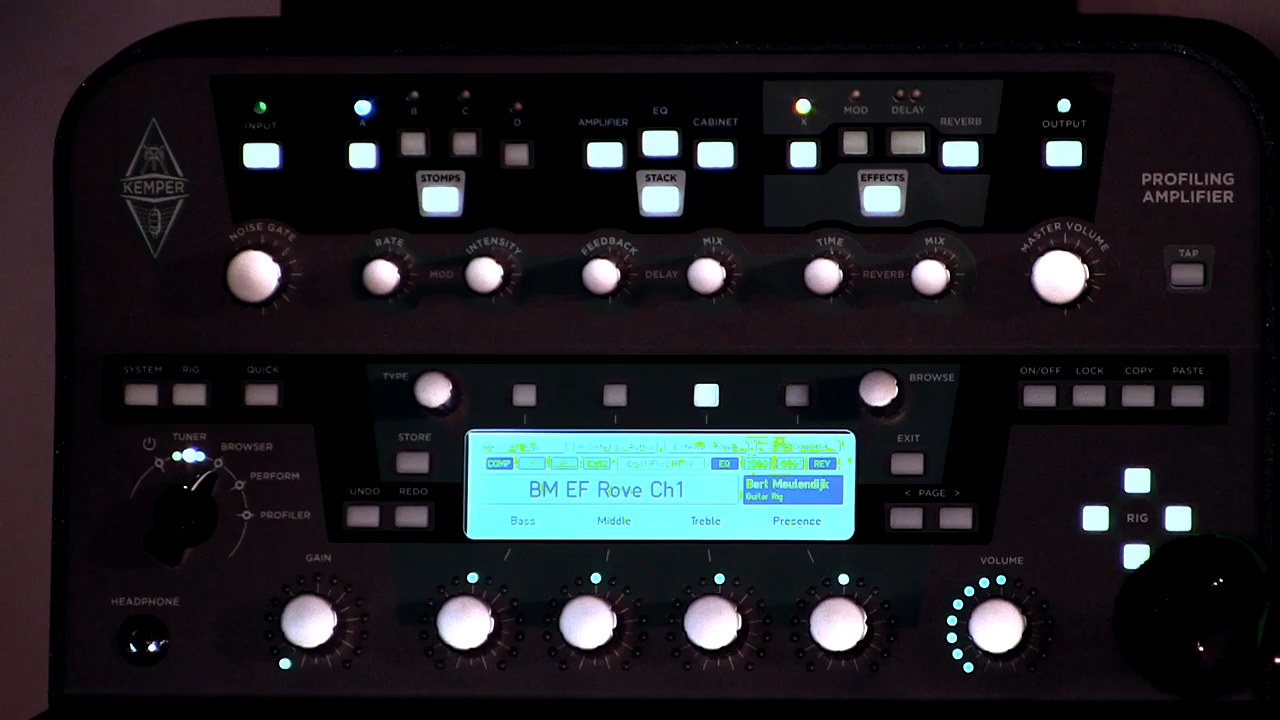 INPUT
A B C D
AMPLIFIER EQ CABINET
X MOD DELAY REVERB
OUTPUT
STOMPS STACK EFFECTS
KEMPER
PROFILING
AMPLIFIER
NOISE GATE RATE MOD INTENSITY FEEDBACK DELAY MIX TIME REVERB MIX MASTER VOLUME
TAP
SYSTEM RIG QUICK
TYPE BROWSE
ON/OFF LOCK COPY PASTE
TUNER
BROWSER
PERFORM
PROFILER
STORE EXIT
UNDO REDO
< PAGE >
COMP EQ REV
BM EF Rove Ch1
Bert Meulendijk
Guitar Rig
Bass Middle Treble Presence
RIG
GAIN VOLUME
HEADPHONE